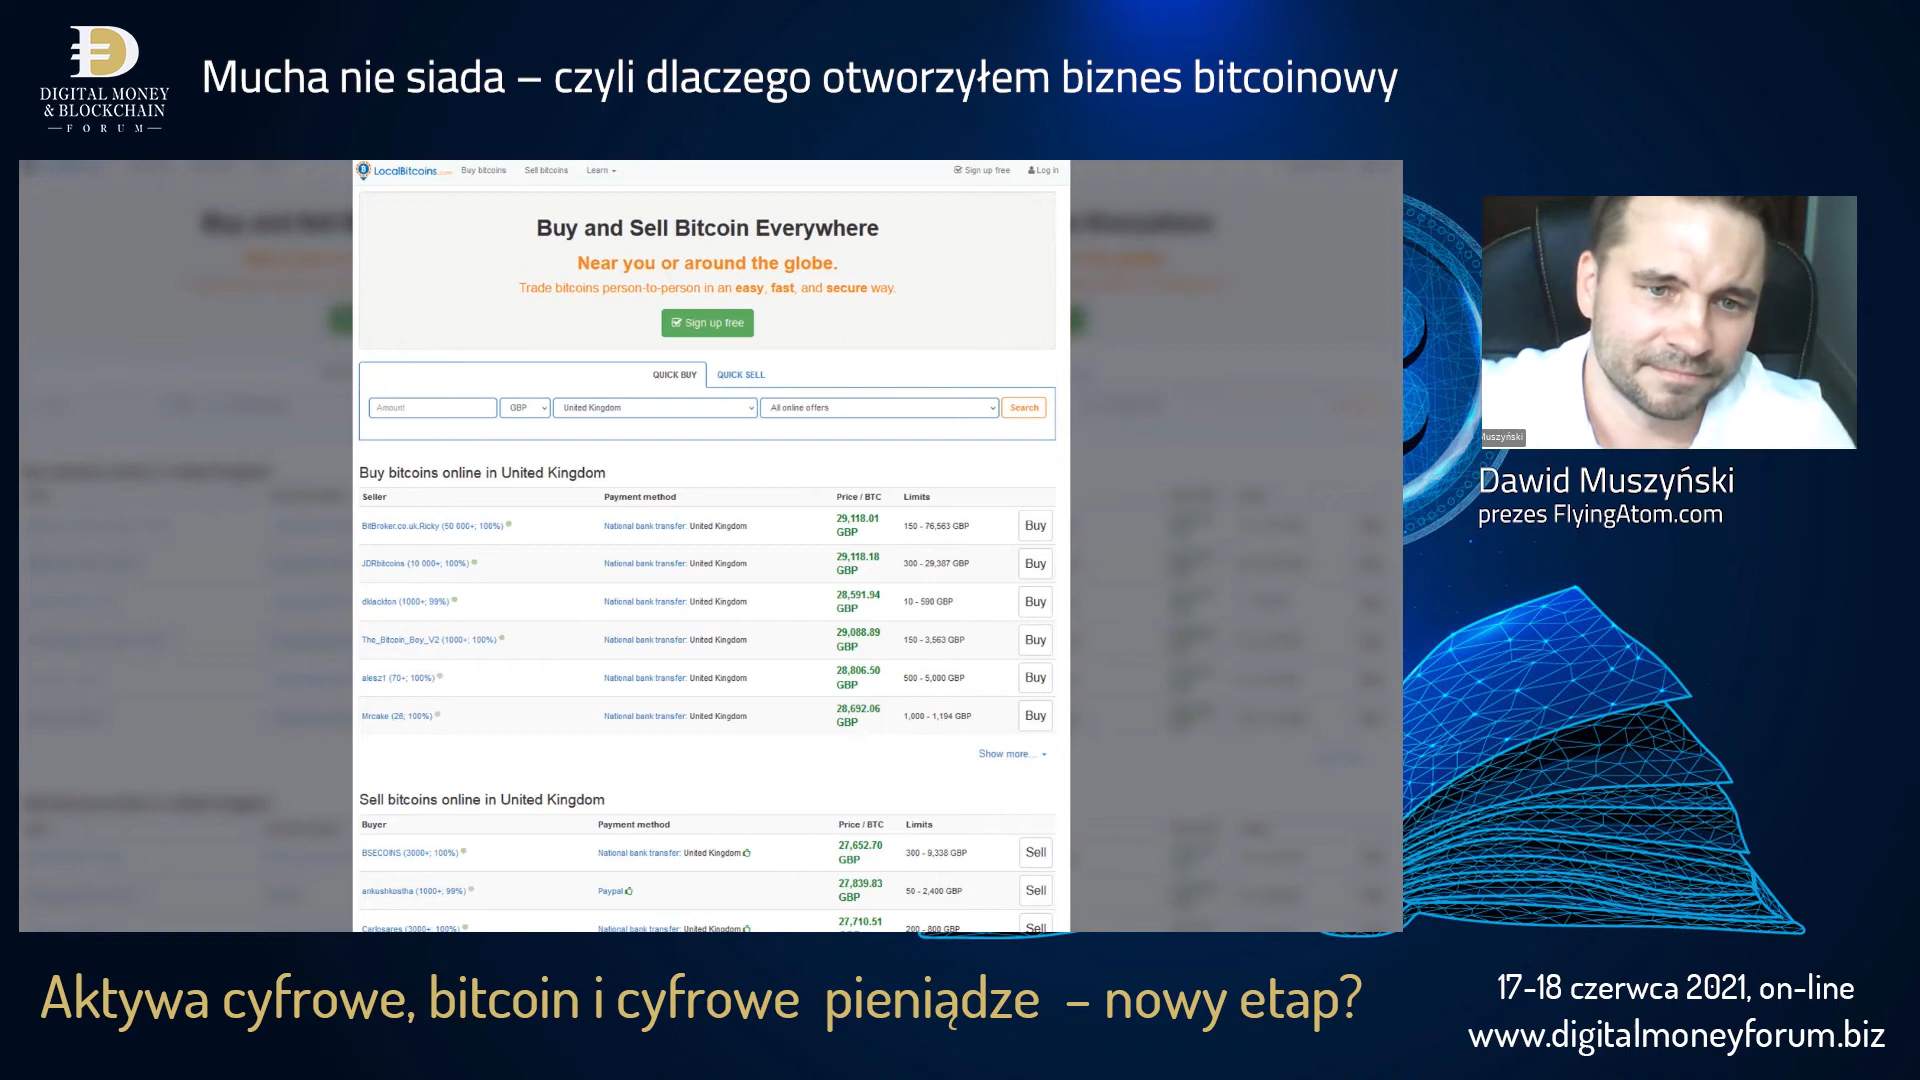 DIGITAL MONEY
& BLOCKCHAIN
— F O R U M —
Mucha nie siada – czyli dlaczego otworzyłem biznes bitcoinowy
LocalBitcoins.com Buy bitcoins Sell bitcoins Learn Sign up free Log in
Buy and Sell Bitcoin Everywhere
Near you or around the globe.
Trade bitcoins person-to-person in an easy, fast, and secure way.
Sign up free
QUICK BUY QUICK SELL
Amount GBP United Kingdom All online offers Search
Buy bitcoins online in United Kingdom
Seller Payment method Price / BTC Limits
BitBroker.co.uk.Ricky (50 000+; 100%) National bank transfer: United Kingdom 29,118.01 GBP 150 - 76,563 GBP Buy
JDRbitcoins (10 000+; 100%) National bank transfer: United Kingdom 29,118.18 GBP 300 - 29,387 GBP Buy
dklackton (1000+; 99%) National bank transfer: United Kingdom 28,591.94 GBP 10 - 590 GBP Buy
The_Bitcoin_Boy_V2 (1000+; 100%) National bank transfer: United Kingdom 29,088.89 GBP 150 - 3,563 GBP Buy
alesz1 (70+; 100%) National bank transfer: United Kingdom 28,806.50 GBP 500 - 5,000 GBP Buy
Mrcake (26; 100%) National bank transfer: United Kingdom 28,692.06 GBP 1,000 - 1,194 GBP Buy
Show more...
Sell bitcoins online in United Kingdom
Buyer Payment method Price / BTC Limits
BSECOINS (3000+; 100%) National bank transfer: United Kingdom 27,652.70 GBP 300 - 9,338 GBP Sell
ankushkostha (1000+; 99%) Paypal 27,839.83 GBP 50 - 2,400 GBP Sell
Carlosares (3000+; 100%) National bank transfer: United Kingdom 27,710.51 200 - 800 GBP Sell
Muszyński
Dawid Muszyński
prezes FlyingAtom.com
Aktywa cyfrowe, bitcoin i cyfrowe pieniądze – nowy etap?
17-18 czerwca 2021, on-line
www.digitalmoneyforum.biz